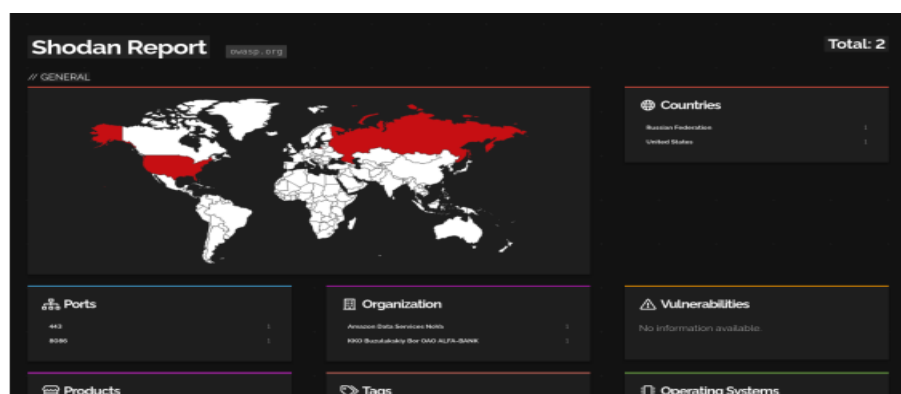 Shodan Report owasp.org
Total: 2
// GENERAL
Countries
Russian Federation 1
United States 1
Ports
443 1
8086 1
Organization
Amazon Data Services NoVa 1
KKO Buzulukskiy Bor OAO ALFA-BANK 1
Vulnerabilities
No information available.
Products
Tags
Operating Systems